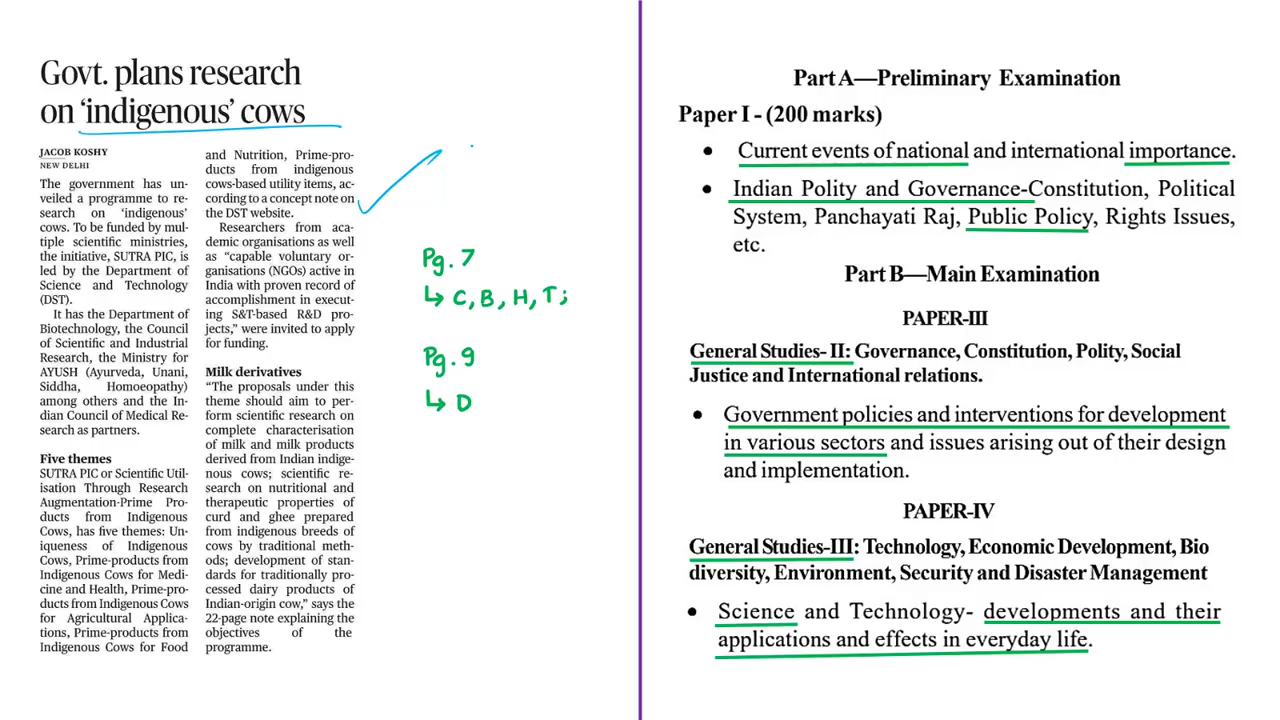 Govt. plans research
on ‘indigenous’ cows
JACOB KOSHY
NEW DELHI
The government has un-
veiled a programme to re-
search on ‘indigenous’
cows. To be funded by mul-
tiple scientific ministries,
the initiative, SUTRA PIC, is
led by the Department of
Science and Technology
(DST).
It has the Department of
Biotechnology, the Council
of Scientific and Industrial
Research, the Ministry for
AYUSH (Ayurveda, Unani,
Siddha, Homoeopathy)
among others and the In-
dian Council of Medical Re-
search as partners.
Five themes
SUTRA PIC or Scientific Util-
isation Through Research
Augmentation-Prime Pro-
ducts from Indigenous
Cows, has five themes: Un-
iqueness of Indigenous
Cows, Prime-products from
Indigenous Cows for Medi-
cine and Health, Prime-pro-
ducts from Indigenous Cows
for Agricultural Applica-
tions, Prime-products from
Indigenous Cows for Food
and Nutrition, Prime-pro-
ducts from indigenous
cows-based utility items, ac-
cording to a concept note on
the DST website.
Researchers from aca-
demic organisations as well
as “capable voluntary or-
ganisations (NGOs) active in
India with proven record of
accomplishment in execut-
ing S&T-based R&D pro-
jects,” were invited to apply
for funding.
Milk derivatives
“The proposals under this
theme should aim to per-
form scientific research on
complete characterisation
of milk and milk products
derived from Indian indige-
nous cows; scientific re-
search on nutritional and
therapeutic properties of
curd and ghee prepared
from indigenous breeds of
cows by traditional meth-
ods; development of stan-
dards for traditionally pro-
cessed dairy products of
Indian-origin cow,” says the
22-page note explaining the
objectives of the
programme.
Pg. 7
↳ C, B, H, T;
Pg. 9
↳ D
Part A—Preliminary Examination
Paper I - (200 marks)
• Current events of national and international importance.
• Indian Polity and Governance-Constitution, Political
System, Panchayati Raj, Public Policy, Rights Issues,
etc.
Part B—Main Examination
PAPER-III
General Studies- II: Governance, Constitution, Polity, Social
Justice and International relations.
• Government policies and interventions for development
in various sectors and issues arising out of their design
and implementation.
PAPER-IV
General Studies-III: Technology, Economic Development, Bio
diversity, Environment, Security and Disaster Management
• Science and Technology- developments and their
applications and effects in everyday life.